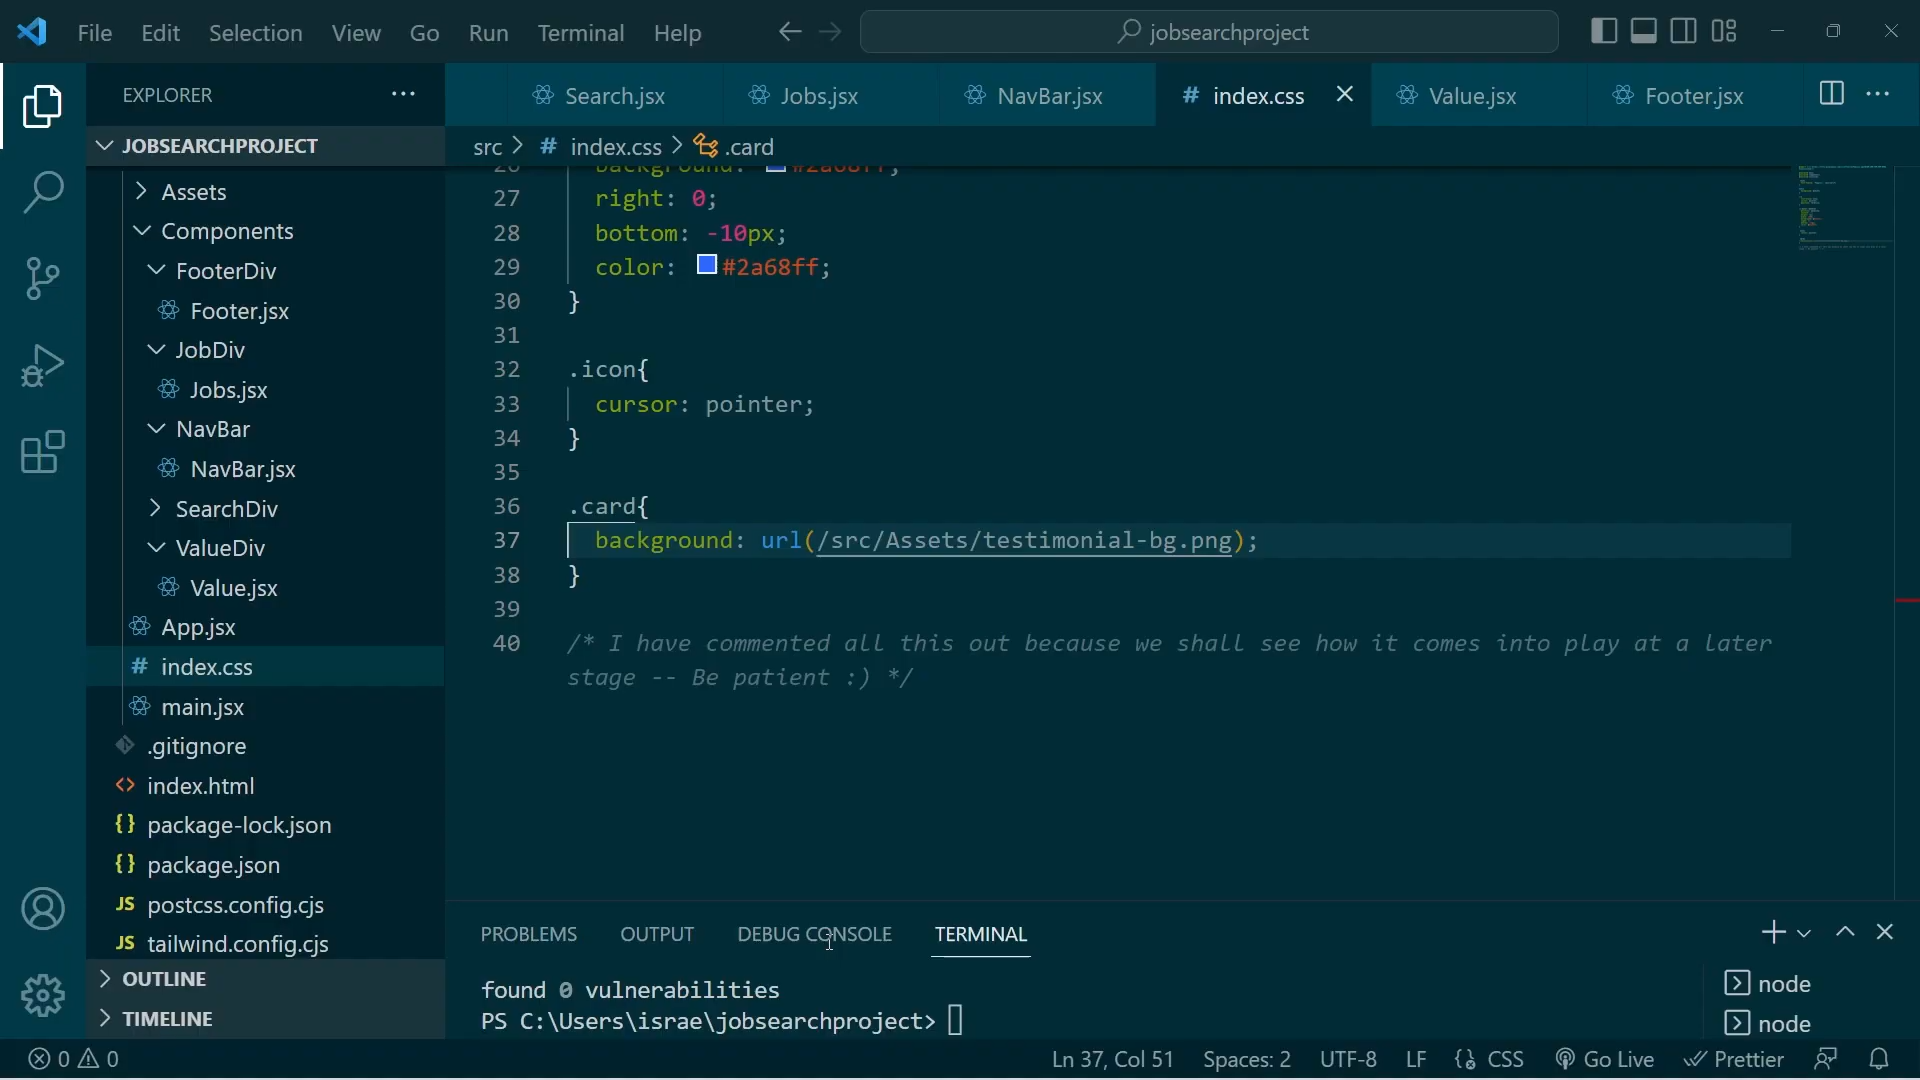 File Edit Selection View Go Run Terminal Help
jobsearchproject
EXPLORER
Search.jsx Jobs.jsx NavBar.jsx # index.css Value.jsx Footer.jsx
JOBSEARCHPROJECT
src > # index.css > .card
Assets
Components
FooterDiv
Footer.jsx
JobDiv
Jobs.jsx
NavBar
NavBar.jsx
SearchDiv
ValueDiv
Value.jsx
App.jsx
# index.css
main.jsx
.gitignore
<> index.html
{} package-lock.json
{} package.json
JS postcss.config.cjs
JS tailwind.config.cjs
OUTLINE
TIMELINE
26 background: #2a68ff;
27 right: 0;
28 bottom: -10px;
29 color: #2a68ff;
30 }
31
32 .icon{
33 cursor: pointer;
34 }
35
36 .card{
37 background: url(/src/Assets/testimonial-bg.png);
38 }
39
40 /* I have commented all this out because we shall see how it comes into play at a later
stage -- Be patient :) */
PROBLEMS OUTPUT DEBUG CONSOLE TERMINAL
found 0 vulnerabilities
PS C:\Users\israe\jobsearchproject>
node
node
0 0 Ln 37, Col 51 Spaces: 2 UTF-8 LF CSS Go Live Prettier